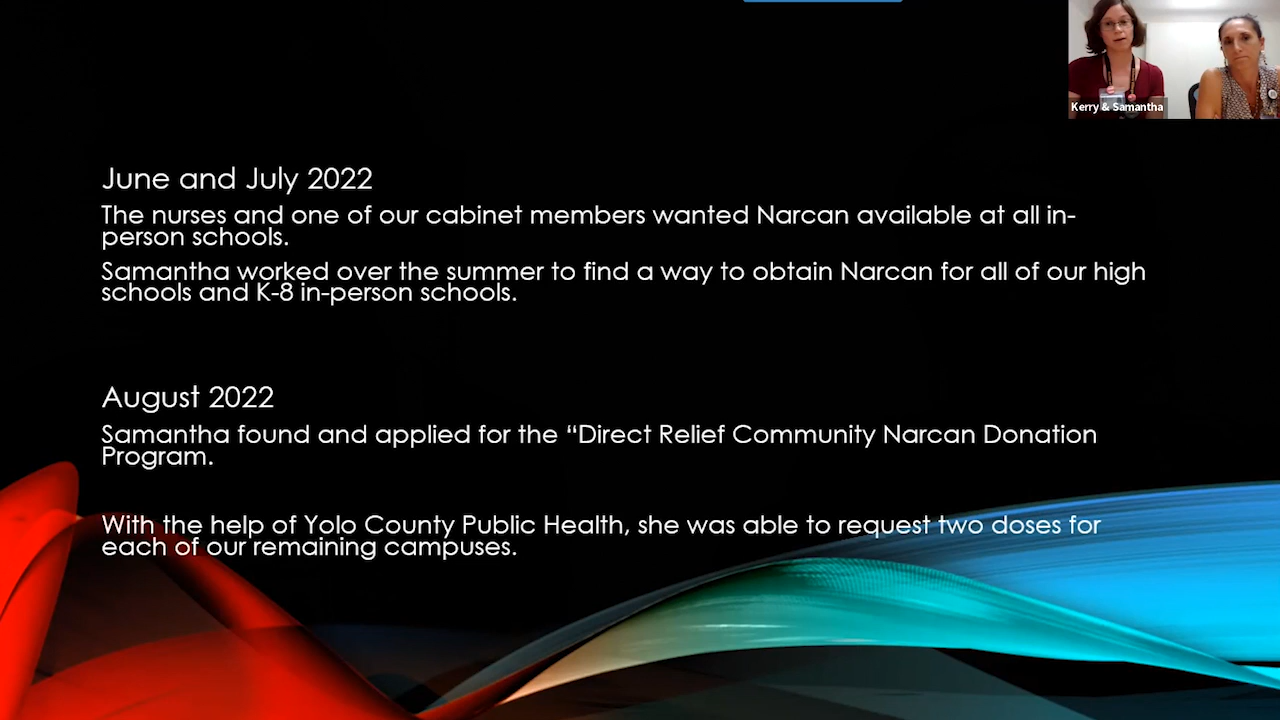 Kerry & Samantha
June and July 2022
The nurses and one of our cabinet members wanted Narcan available at all in-
person schools.
Samantha worked over the summer to find a way to obtain Narcan for all of our high
schools and K-8 in-person schools.
August 2022
Samantha found and applied for the “Direct Relief Community Narcan Donation
Program.
With the help of Yolo County Public Health, she was able to request two doses for
each of our remaining campuses.